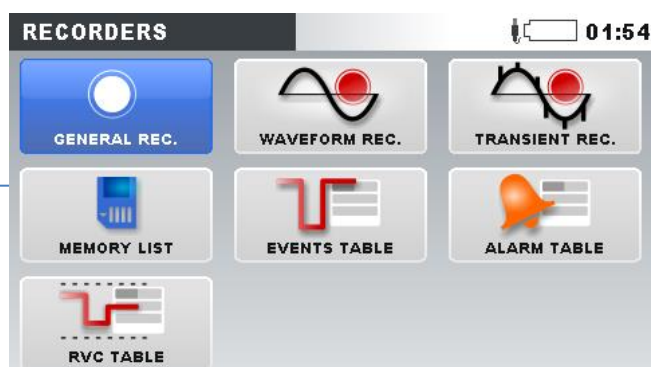 RECORDERS 01:54
GENERAL REC. WAVEFORM REC. TRANSIENT REC.
MEMORY LIST EVENTS TABLE ALARM TABLE
RVC TABLE